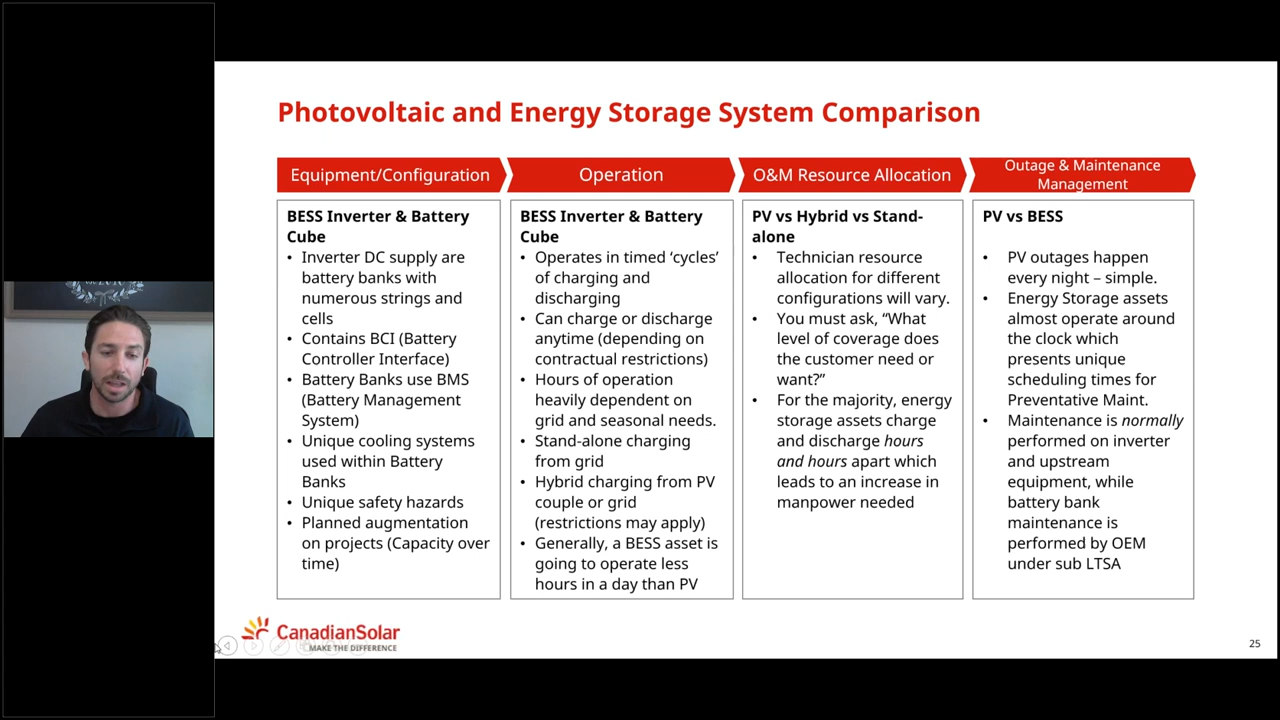 Photovoltaic and Energy Storage System Comparison
Equipment/Configuration
BESS Inverter & Battery
Cube
• Inverter DC supply are
battery banks with
numerous strings and
cells
• Contains BCI (Battery
Controller Interface)
• Battery Banks use BMS
(Battery Management
System)
• Unique cooling systems
used within Battery
Banks
• Unique safety hazards
• Planned augmentation
on projects (Capacity over
time)
Operation
BESS Inverter & Battery
Cube
• Operates in timed ‘cycles’
of charging and
discharging
• Can charge or discharge
anytime (depending on
contractual restrictions)
• Hours of operation
heavily dependent on
grid and seasonal needs.
• Stand-alone charging
from grid
• Hybrid charging from PV
couple or grid
(restrictions may apply)
• Generally, a BESS asset is
going to operate less
hours in a day than PV
O&M Resource Allocation
PV vs Hybrid vs Stand-
alone
• Technician resource
allocation for different
configurations will vary.
• You must ask, “What
level of coverage does
the customer need or
want?”
• For the majority, energy
storage assets charge
and discharge hours
and hours apart which
leads to an increase in
manpower needed
Outage & Maintenance
Management
PV vs BESS
• PV outages happen
every night – simple.
• Energy Storage assets
almost operate around
the clock which
presents unique
scheduling times for
Preventative Maint.
• Maintenance is normally
performed on inverter
and upstream
equipment, while
battery bank
maintenance is
performed by OEM
under sub LTSA
CanadianSolar
MAKE THE DIFFERENCE
25